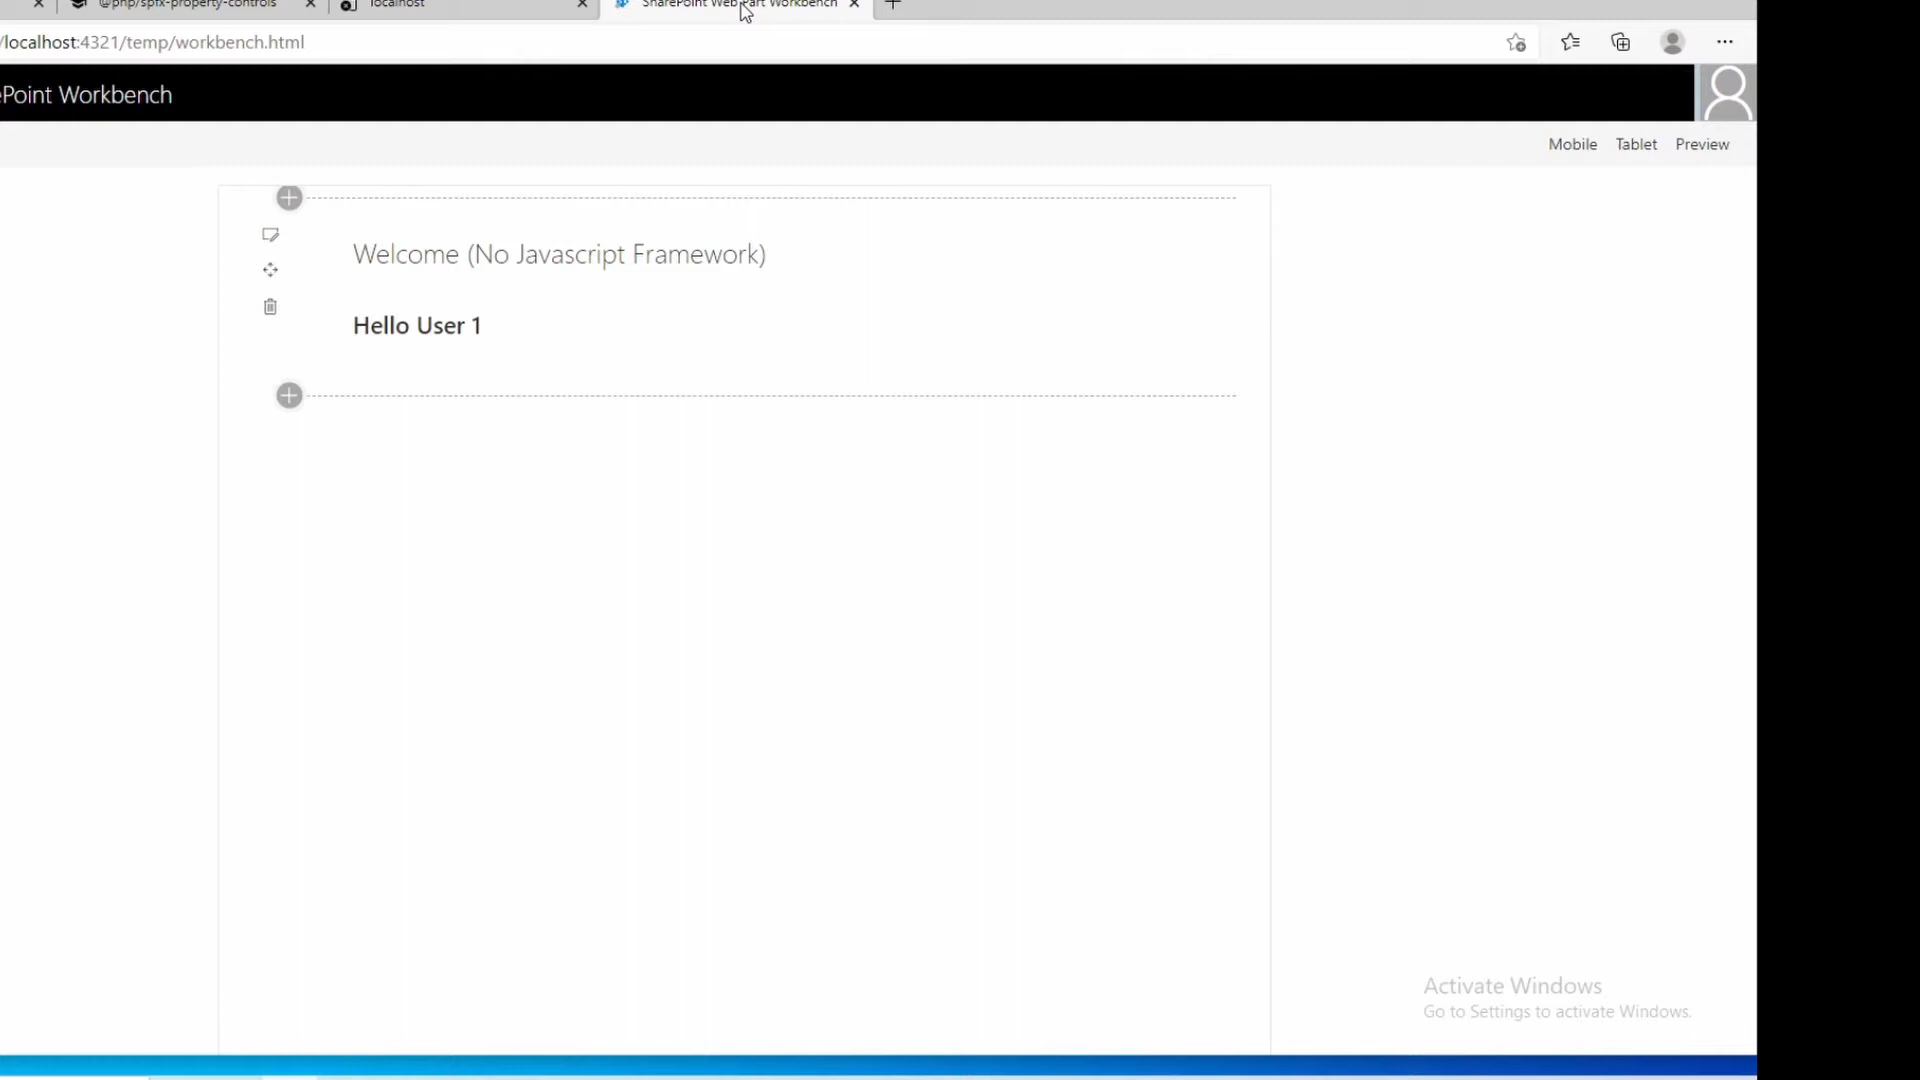 @pnp/spfx-property-controls
localhost
SharePoint Web Part Workbench
/localhost:4321/temp/workbench.html
ePoint Workbench
Mobile Tablet Preview
Welcome (No Javascript Framework)
Hello User 1
Activate Windows
Go to Settings to activate Windows.